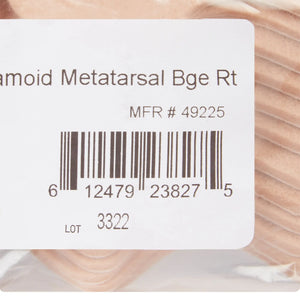 amoid Metatarsal Bge Rt
MFR # 49225
6 12479 23827 5
LOT 3322